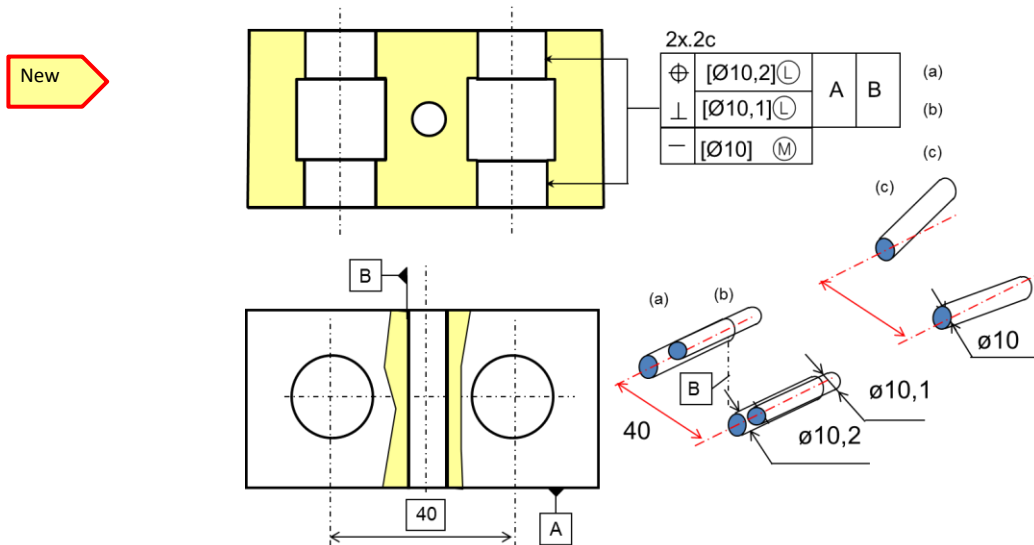 New
2x.2c
⌖ [Ø10,2]Ⓛ A B (a)
⊥ [Ø10,1]Ⓛ (b)
— [Ø10] Ⓜ
(c)
(c)
B
(a) (b)
ø10
B
ø10,1
40
ø10,2
40
A